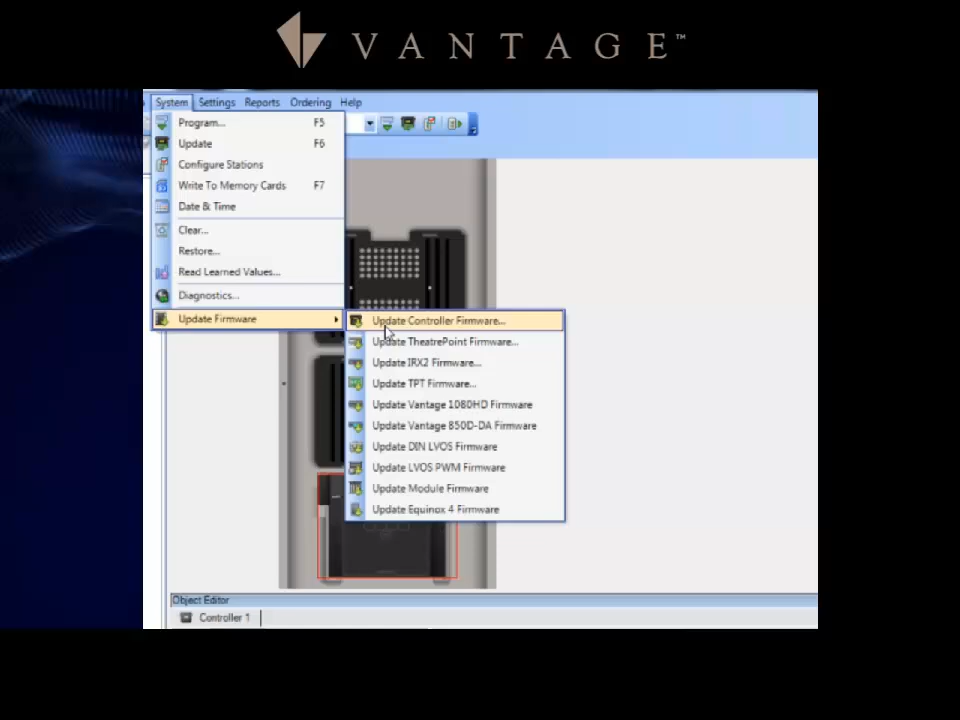 VANTAGE™
System Settings Reports Ordering Help
Program... F5
Update F6
Configure Stations
Write To Memory Cards F7
Date & Time
Clear...
Restore...
Read Learned Values...
Diagnostics...
Update Firmware
Update Controller Firmware...
Update TheatrePoint Firmware...
Update IRX2 Firmware...
Update TPT Firmware...
Update Vantage 1080HD Firmware
Update Vantage 850D-DA Firmware
Update DIN LVOS Firmware
Update LVOS PWM Firmware
Update Module Firmware
Update Equinox 4 Firmware
Object Editor
Controller 1